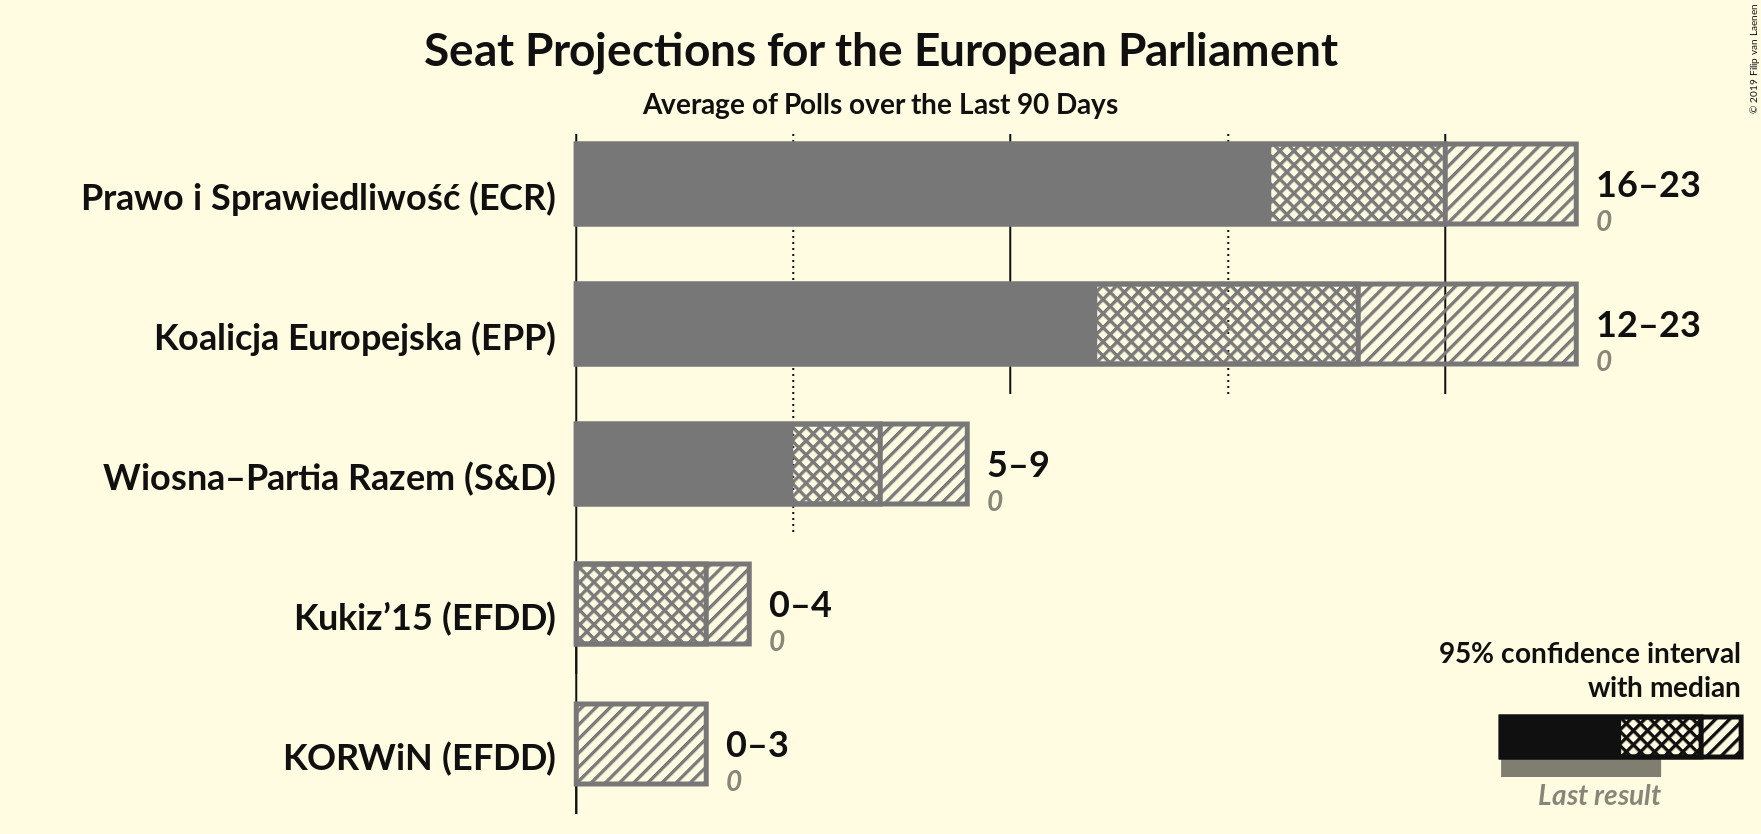 Seat Projections for the European Parliament
Average of Polls over the Last 90 Days
© 2019 Filip van Laenen
Prawo i Sprawiedliwość (ECR)
16–23
0
Koalicja Europejska (EPP)
12–23
0
Wiosna–Partia Razem (S&D)
5–9
0
Kukiz’15 (EFDD)
0–4
0
KORWiN (EFDD)
0–3
0
95% confidence interval
with median
Last result